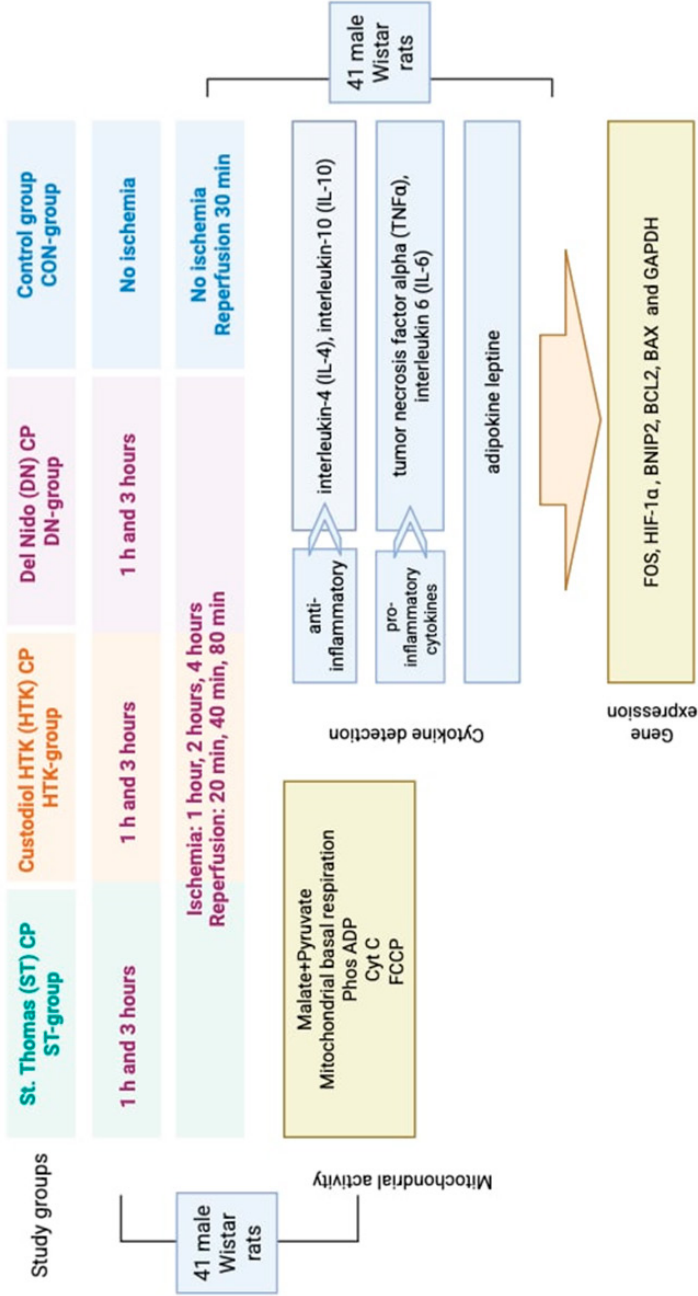 Study groups
St. Thomas (ST) CP
ST-group
Custodiol HTK (HTK) CP
HTK-group
Del Nido (DN) CP
DN-group
Control group
CON-group
1 h and 3 hours
1 h and 3 hours
1 h and 3 hours
No ischemia
Ischemia: 1 hour, 2 hours, 4 hours
Reperfusion: 20 min, 40 min, 80 min
No ischemia
Reperfusion 30 min
41 male
Wistar
rats
Mitochondrial activity
Malate+Pyruvate
Mitochondrial basal respiration
Phos ADP
Cyt C
FCCP
Cytokine detection
anti-
inflammatory
interleukin-4 (IL-4), interleukin-10 (IL-10)
pro-
inflammatory
cytokines
tumor necrosis factor alpha (TNFα),
interleukin 6 (IL-6)
adipokine leptine
41 male
Wistar
rats
Gene
expression
FOS, HIF-1α, BNIP2, BCL2, BAX and GAPDH